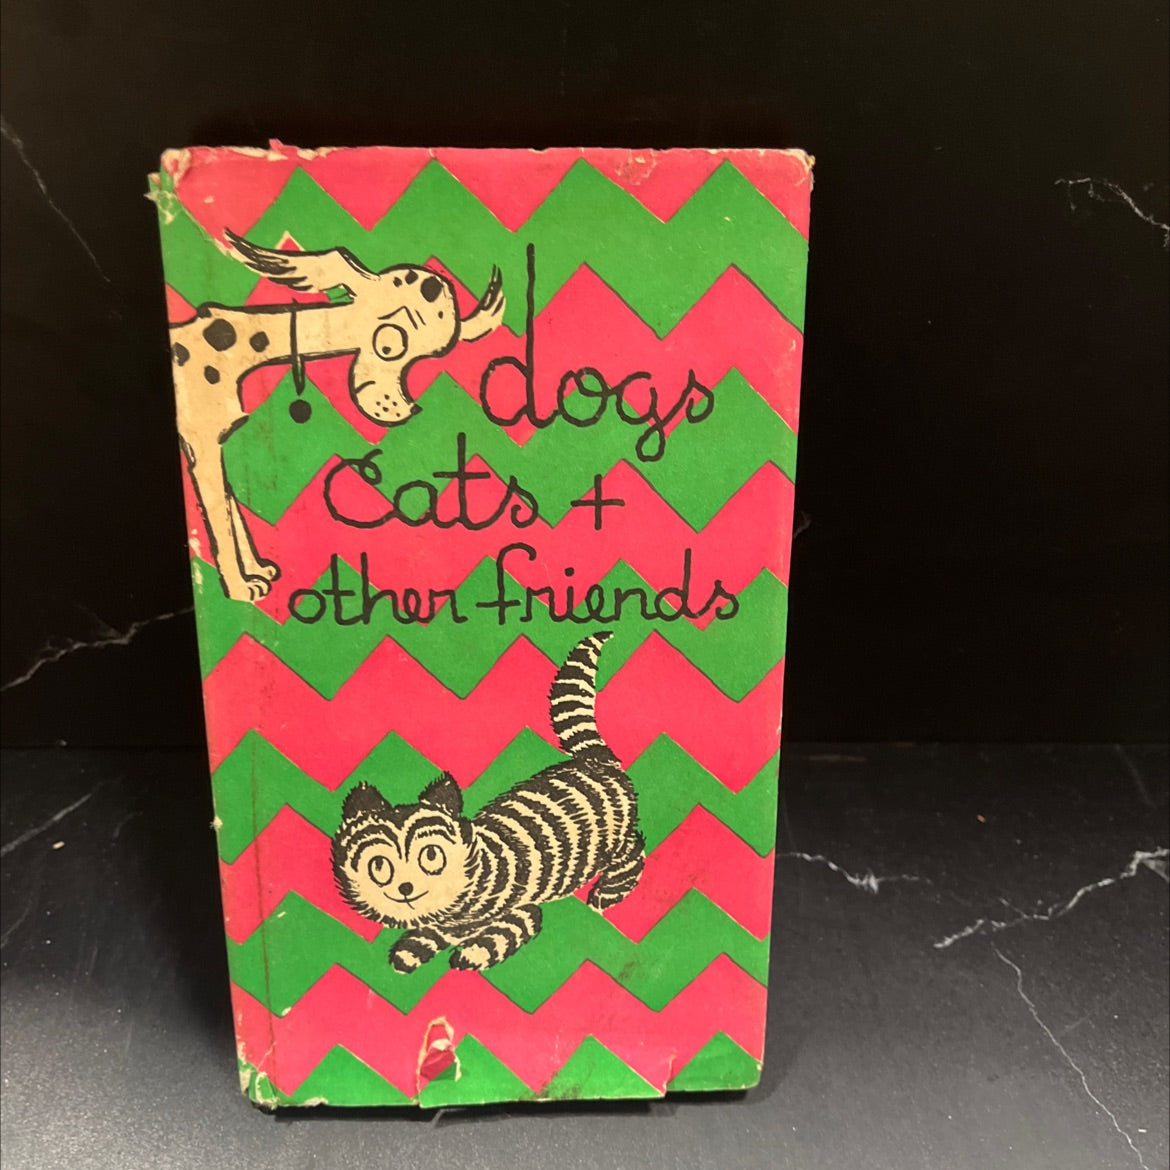 dogs
Cats +
other friends